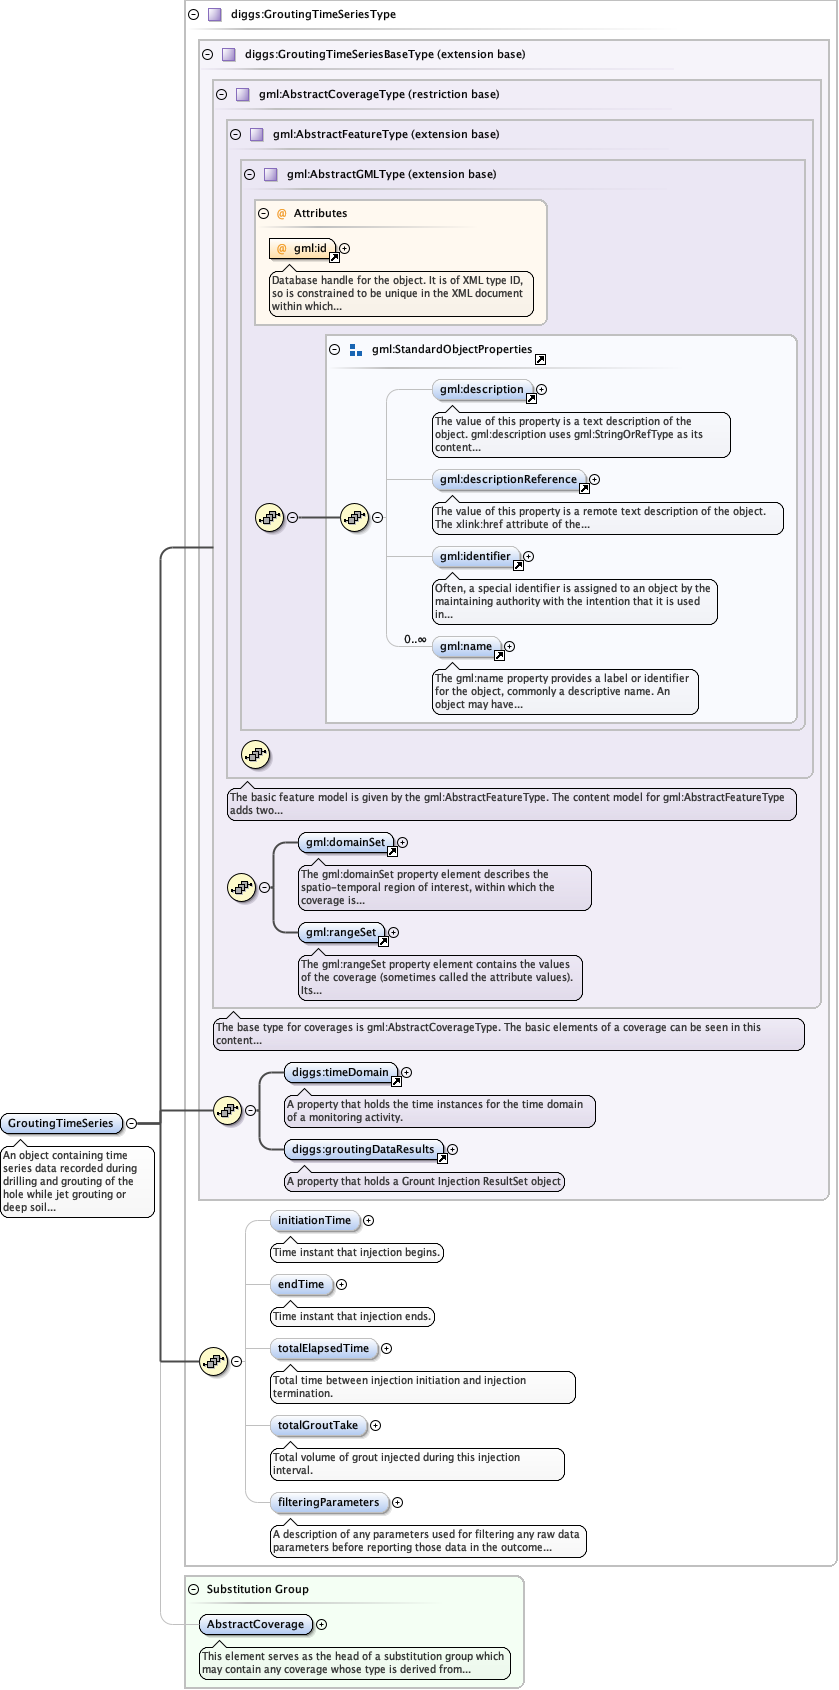 diggs:GroutingTimeSeriesType
diggs:GroutingTimeSeriesBaseType (extension base)
gml:AbstractCoverageType (restriction base)
gml:AbstractFeatureType (extension base)
gml:AbstractGMLType (extension base)
@ Attributes
@ gml:id
Database handle for the object. It is of XML type ID,
so is constrained to be unique in the XML document
within which...
gml:StandardObjectProperties
gml:description
The value of this property is a text description of the
object. gml:description uses gml:StringOrRefType as its
content...
gml:descriptionReference
The value of this property is a remote text description of the object.
The xlink:href attribute of the...
gml:identifier
Often, a special identifier is assigned to an object by the
maintaining authority with the intention that it is used
in...
0..∞
gml:name
The gml:name property provides a label or identifier
for the object, commonly a descriptive name. An
object may have...
The basic feature model is given by the gml:AbstractFeatureType. The content model for gml:AbstractFeatureType
adds two...
gml:domainSet
The gml:domainSet property element describes the
spatio-temporal region of interest, within which the
coverage is...
gml:rangeSet
The gml:rangeSet property element contains the values
of the coverage (sometimes called the attribute values).
Its...
The base type for coverages is gml:AbstractCoverageType. The basic elements of a coverage can be seen in this
content...
diggs:timeDomain
A property that holds the time instances for the time domain
of a monitoring activity.
diggs:groutingDataResults
A property that holds a Grount Injection ResultSet object
GroutingTimeSeries
An object containing time
series data recorded during
drilling and grouting of the
hole while jet grouting or
deep soil...
initiationTime
Time instant that injection begins.
endTime
Time instant that injection ends.
totalElapsedTime
Total time between injection initiation and injection
termination.
totalGroutTake
Total volume of grout injected during this injection
interval.
filteringParameters
A description of any parameters used for filtering any raw data
parameters before reporting those data in the outcome...
Substitution Group
AbstractCoverage
This element serves as the head of a substitution group which
may contain any coverage whose type is derived from...